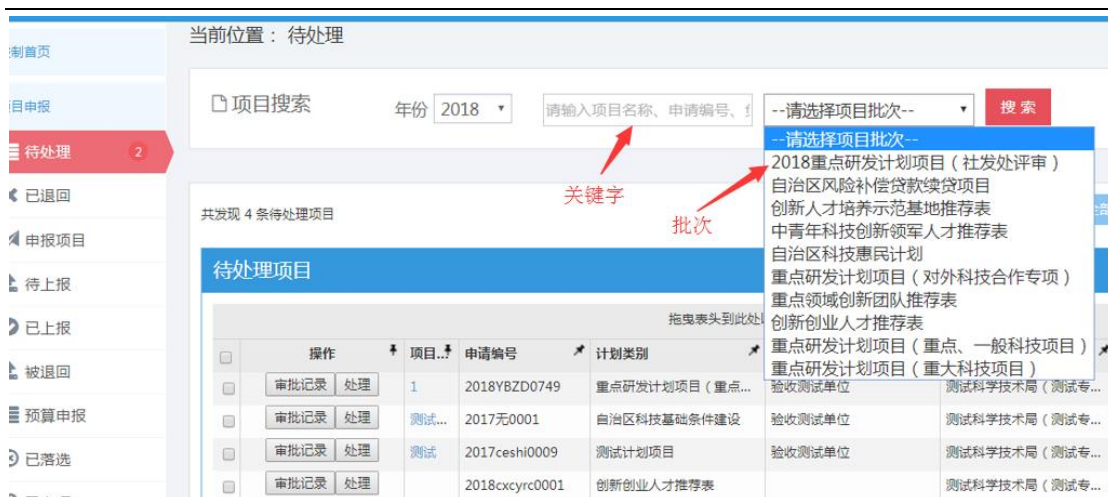 当前位置： 待处理
制首页
目申报
待处理 2
已退回
申报项目
待上报
已上报
被退回
预算申报
已落选
项目搜索 年份 2018 请输入项目名称、申请编号、 --请选择项目批次-- 搜索
--请选择项目批次--
2018重点研发计划项目（社发处评审）
自治区风险补偿贷款续贷项目
创新人才培养示范基地推荐表
中青年科技创新领军人才推荐表
自治区科技惠民计划
重点研发计划项目（对外科技合作专项）
重点领域创新团队推荐表
创新创业人才推荐表
重点研发计划项目（重点、一般科技项目）
重点研发计划项目（重大科技项目）
关键字
批次
共发现 4 条待处理项目
待处理项目
拖曳表头到此处
操作 项目... 申请编号 计划类别
审批记录 处理 1 2018YBZD0749 重点研发计划项目（重点... 验收测试单位 测试科学技术局（测试专...
审批记录 处理 测试... 2017无0001 自治区科技基础条件建设 验收测试单位 测试科学技术局（测试专...
审批记录 处理 测试 2017ceshi0009 测试计划项目 验收测试单位 测试科学技术局（测试专...
审批记录 处理 2018cxcyrc0001 创新创业人才推荐表 测试科学技术局（测试专...